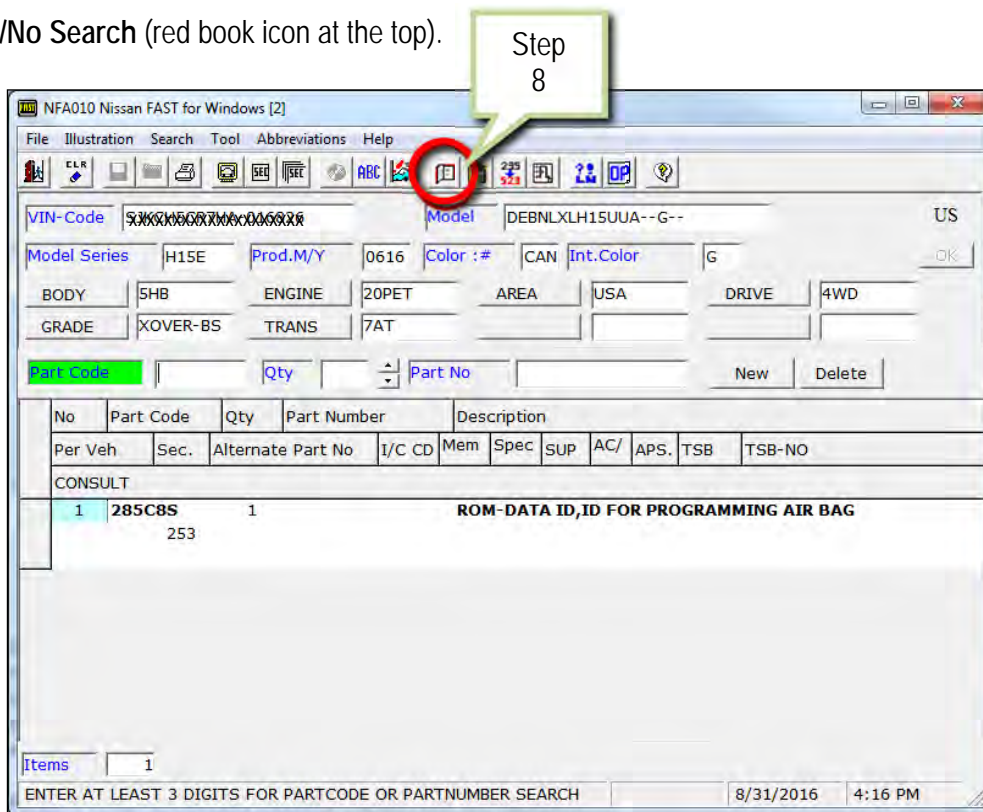 /No Search (red book icon at the top).
Step
8
NFA010 Nissan FAST for Windows [2]
File Illustration Search Tool Abbreviations Help
CLR SEC SEC ABC 235 523 OP
VIN-Code
Model DEBNLXLH15UUA--G-- US
Model Series H15E Prod.M/Y 0616 Color :# CAN Int.Color G OK
BODY 5HB ENGINE 20PET AREA USA DRIVE 4WD
GRADE XOVER-BS TRANS 7AT
Part Code Qty Part No New Delete
No Part Code Qty Part Number Description
Per Veh Sec. Alternate Part No I/C CD Mem Spec SUP AC/ APS. TSB TSB-NO
CONSULT
1 285C8S 1 ROM-DATA ID,ID FOR PROGRAMMING AIR BAG
253
Items 1
ENTER AT LEAST 3 DIGITS FOR PARTCODE OR PARTNUMBER SEARCH 8/31/2016 4:16 PM